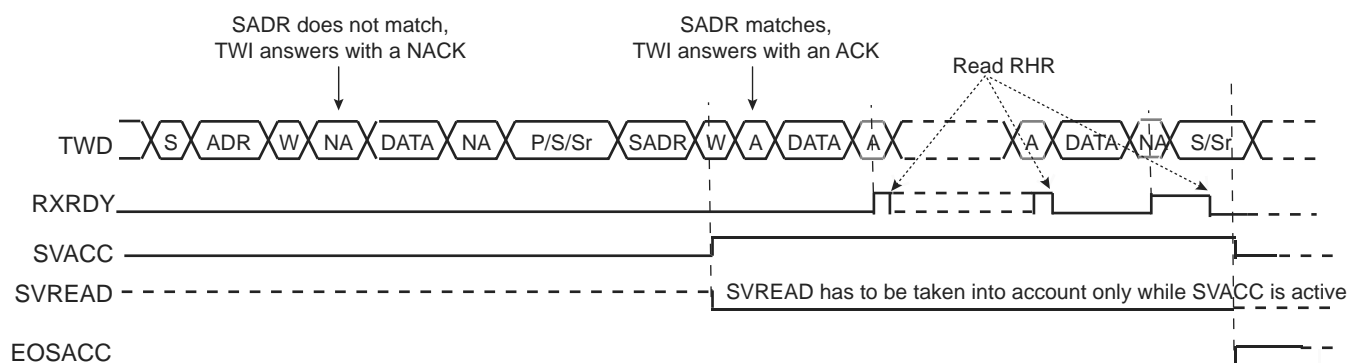 SADR does not match,
TWI answers with a NACK
SADR matches,
TWI answers with an ACK
Read RHR
TWD S ADR W NA DATA NA P/S/Sr SADR W A DATA A A DATA NA S/Sr
RXRDY
SVACC
SVREAD SVREAD has to be taken into account only while SVACC is active
EOSACC